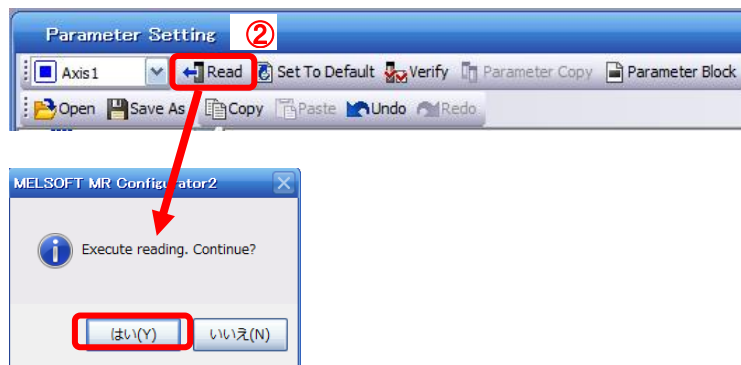 Parameter Setting ②
Axis1 Read Set To Default Verify Parameter Copy Parameter Block
Open Save As Copy Paste Undo Redo
MELSOFT MR Configurator2
Execute reading. Continue?
はい(Y) いいえ(N)